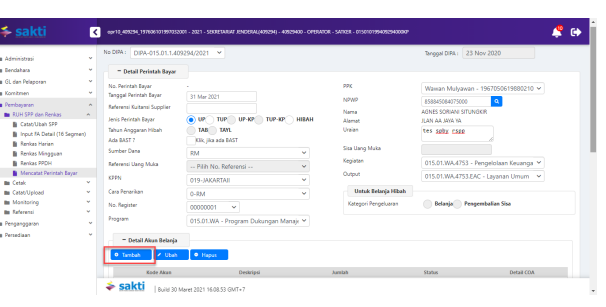 sakti
opr10_409294_197606101997032001 - 2021 - SEKRETARIAT JENDERAL(409294) - 40929400 - OPERATOR - SATKER - 015010199409294000KP
No DIPA : DIPA-015.01.1.409294/2021
Tanggal DIPA : 23 Nov 2020
Administrasi
Bendahara
GL dan Pelaporan
Komitmen
Pembayaran
RUH SPP dan Renkas
Catat/Ubah SPP
Input FA Detail (16 Segmen)
Renkas Harian
Renkas Mingguan
Renkas PPDH
Mencatat Perintah Bayar
Cetak
Catat/Upload
Monitoring
Referensi
Penganggaran
Persediaan
Detail Perintah Bayar
No. Perintah Bayar -
Tanggal Perintah Bayar 31 Mar 2021
Referensi Kuitansi Supplier
Jenis Perintah Bayar UP TUP UP-KP TUP-KP HIBAH
Tahun Anggaran Hibah TAB TAYL
Ada BAST ? Klik, jika ada BAST
Sumber Dana RM
Referensi Uang Muka -- Pilih No. Referensi --
KPPN 019-JAKARTAII
Cara Penarikan 0-RM
No. Register 00000001
Program 015.01.WA - Program Dukungan Manaj
PPK Wawan Mulyawan - 1967050619880210
NPWP 858845084075000
Nama AGNES SORIANI SITUNGKIR
Alamat JLAN AA JAYA YA
Uraian tes spby rspp
Sisa Uang Muka
Kegiatan 015.01.WA.4753 - Pengelolaan Keuanga
Output 015.01.WA.4753.EAC - Layanan Umum
Untuk Belanja Hibah
Kategori Pengeluaran Belanja Pengembalian Sisa
Detail Akun Belanja
Tambah Ubah Hapus
Kode Akun Deskripsi Jumlah Status Detail COA
sakti Build 30 Maret 2021 16:08:53 GMT+7